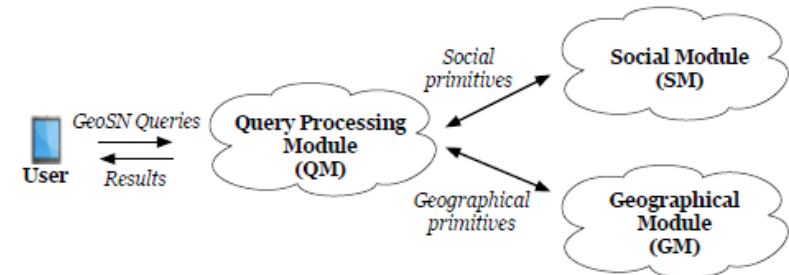 User
GeoSN Queries
Results
Query Processing
Module
(QM)
Social
primitives
Geographical
primitives
Social Module
(SM)
Geographical
Module
(GM)